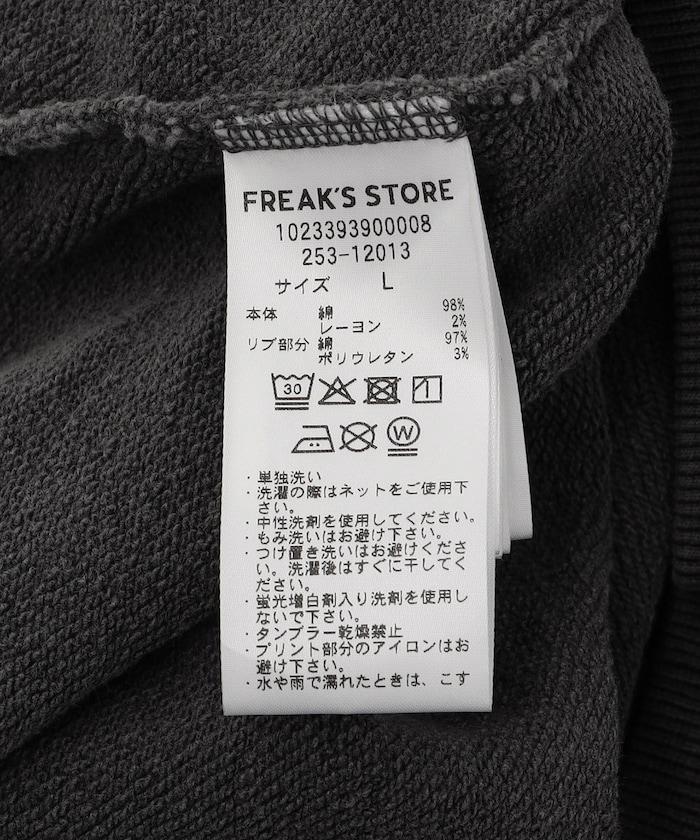 FREAK'S STORE
1023393900008
253-12013
サイズ L
本体 綿 98%
レーヨン 2%
リブ部分 綿 97%
ポリウレタン 3%
30
W
・単独洗い
・洗濯の際はネットをご使用下
さい。
・中性洗剤を使用してください。
・もみ洗いはお避け下さい。
・つけ置き洗いはお避けくださ
い。洗濯後はすぐに干してく
ださい。
・蛍光増白剤入り洗剤を使用し
ないで下さい。
・タンブラー乾燥禁止
・プリント部分のアイロンはお
避け下さい。
・水や雨で濡れたときは、こす